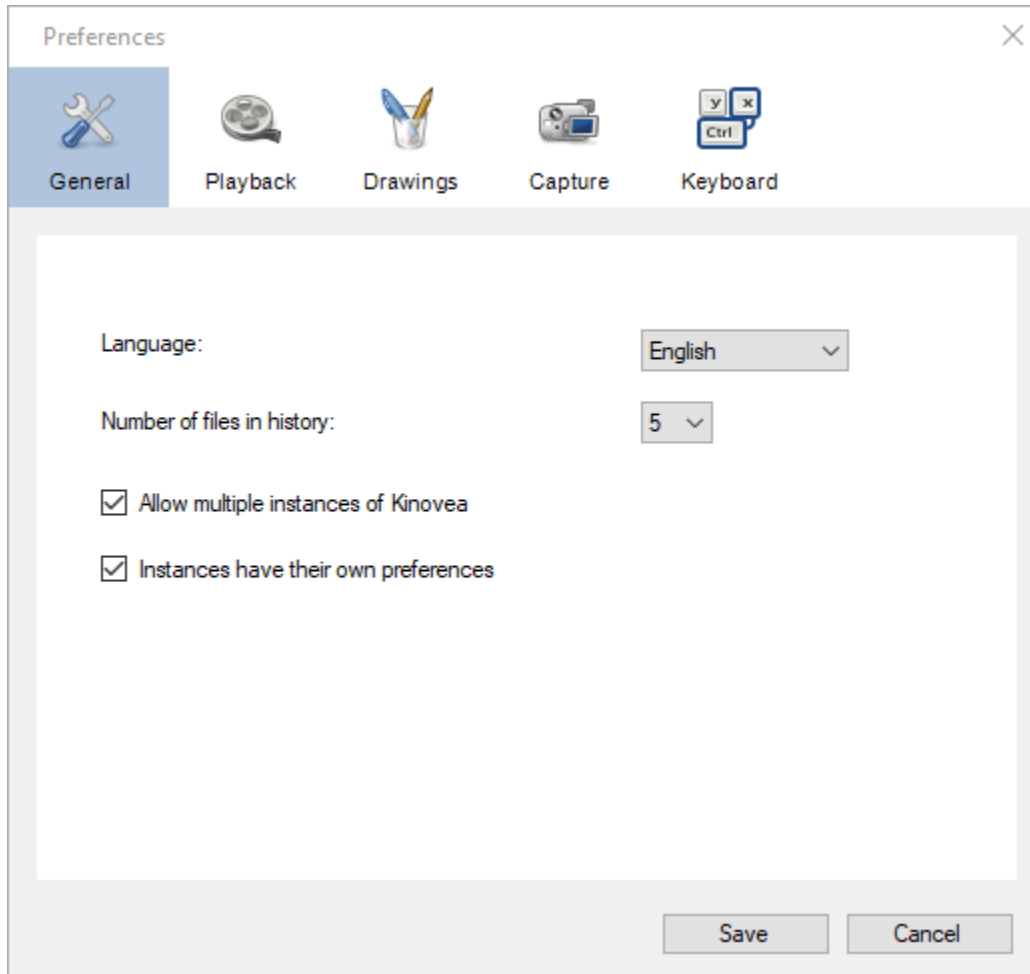 Preferences
General Playback Drawings Capture Keyboard
y x
Ctrl
Language: English
Number of files in history: 5
Allow multiple instances of Kinovea
Instances have their own preferences
Save Cancel